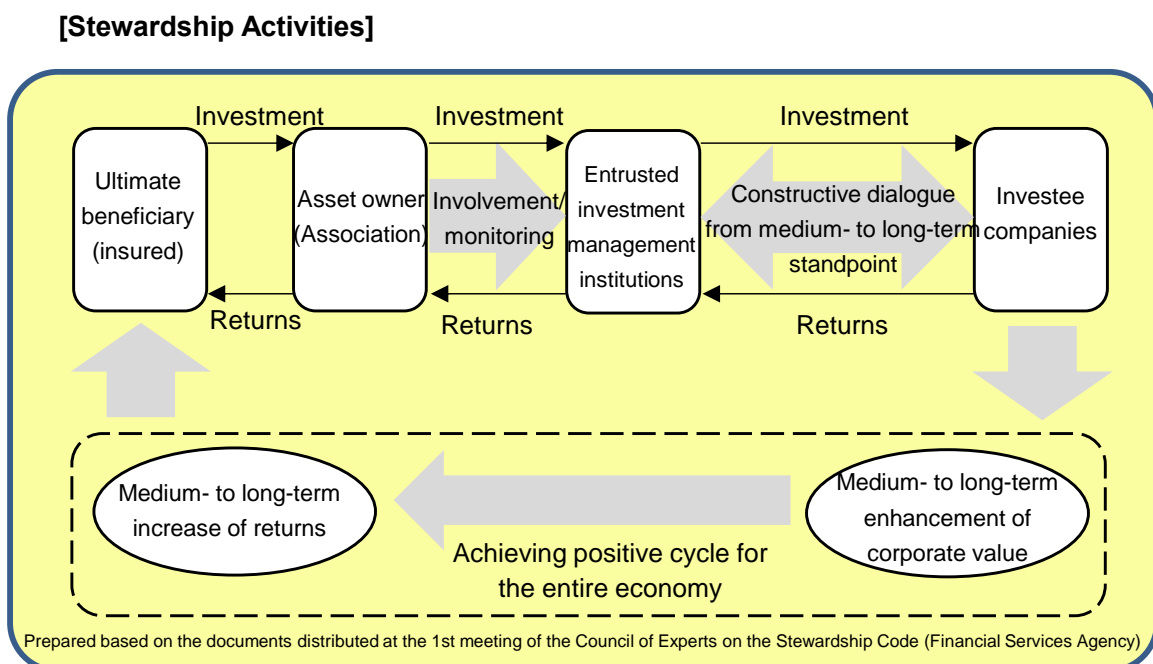 [Stewardship Activities]
Investment
Investment
Investment
Ultimate
beneficiary
(insured)
Asset owner
(Association)
Involvement/
monitoring
Entrusted
investment
management
institutions
Constructive dialogue
from medium- to long-term
standpoint
Investee
companies
Returns
Returns
Returns
Medium- to long-term
increase of returns
Medium- to long-term
enhancement of
corporate value
Achieving positive cycle for
the entire economy
Prepared based on the documents distributed at the 1st meeting of the Council of Experts on the Stewardship Code (Financial Services Agency)